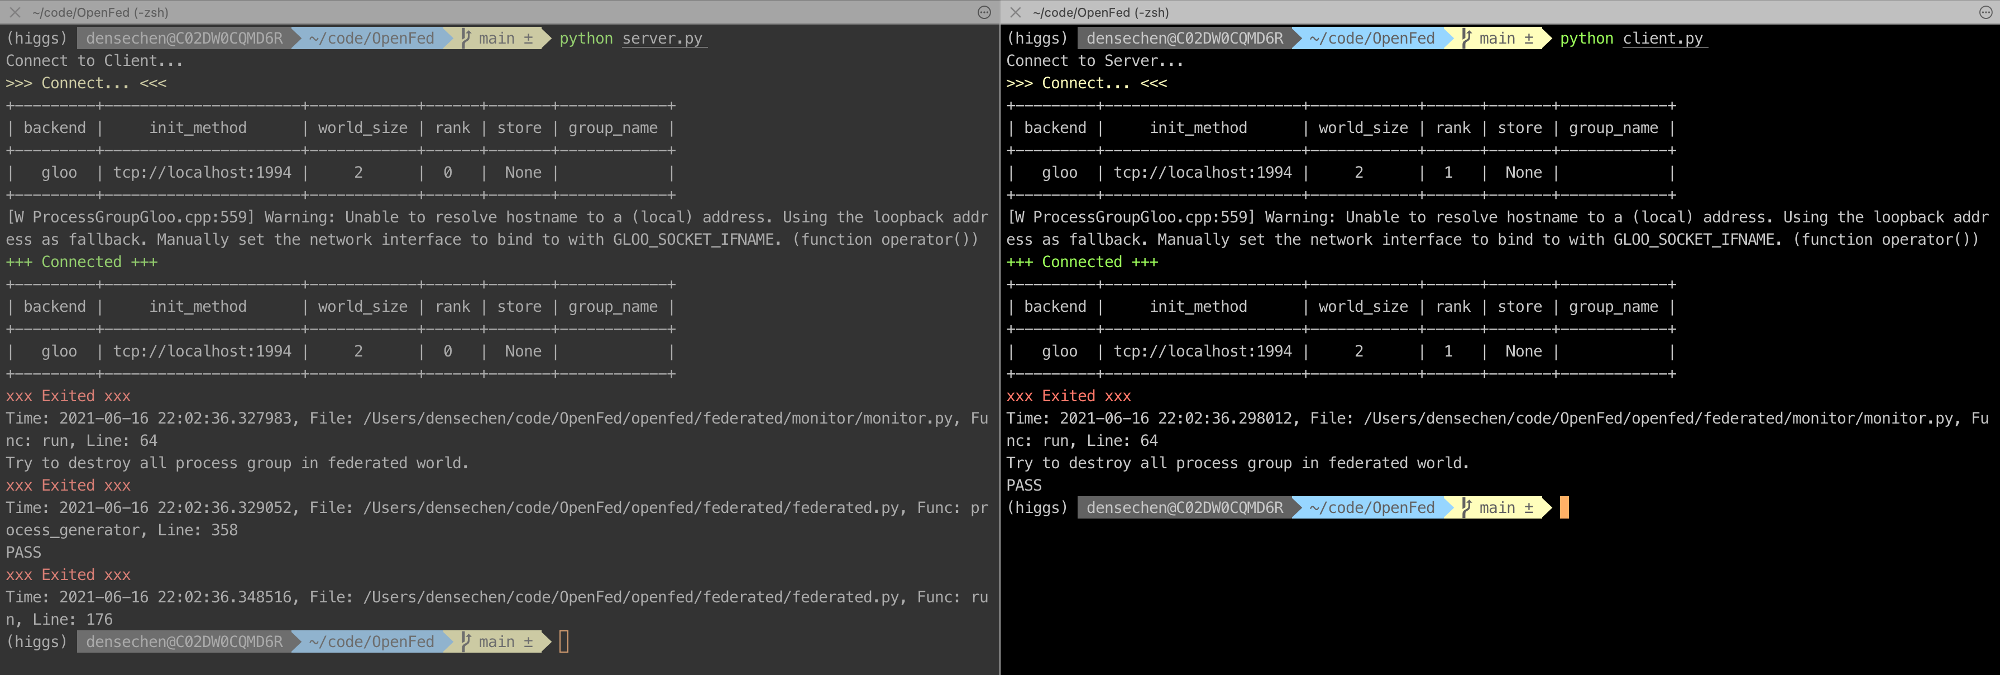 ~/code/OpenFed (-zsh)
(higgs) densechen@C02DW0CQMD6R ~/code/OpenFed main ± python server.py
Connect to Client...
>>> Connect... <<<
+---------+----------------------+------------+------+-------+------------+
| backend |     init_method      | world_size | rank | store | group_name |
+---------+----------------------+------------+------+-------+------------+
|   gloo  | tcp://localhost:1994 |     2      |  0   |  None |            |
+---------+----------------------+------------+------+-------+------------+
[W ProcessGroupGloo.cpp:559] Warning: Unable to resolve hostname to a (local) address. Using the loopback addr
ess as fallback. Manually set the network interface to bind to with GLOO_SOCKET_IFNAME. (function operator())
+++ Connected +++
+---------+----------------------+------------+------+-------+------------+
| backend |     init_method      | world_size | rank | store | group_name |
+---------+----------------------+------------+------+-------+------------+
|   gloo  | tcp://localhost:1994 |     2      |  0   |  None |            |
+---------+----------------------+------------+------+-------+------------+
xxx Exited xxx
Time: 2021-06-16 22:02:36.327983, File: /Users/densechen/code/OpenFed/openfed/federated/monitor/monitor.py, Fu
nc: run, Line: 64
Try to destroy all process group in federated world.
xxx Exited xxx
Time: 2021-06-16 22:02:36.329052, File: /Users/densechen/code/OpenFed/openfed/federated/federated.py, Func: pr
ocess_generator, Line: 358
PASS
xxx Exited xxx
Time: 2021-06-16 22:02:36.348516, File: /Users/densechen/code/OpenFed/openfed/federated/federated.py, Func: ru
n, Line: 176
(higgs) densechen@C02DW0CQMD6R ~/code/OpenFed main ±
~/code/OpenFed (-zsh)
(higgs) densechen@C02DW0CQMD6R ~/code/OpenFed main ± python client.py
Connect to Server...
>>> Connect... <<<
+---------+----------------------+------------+------+-------+------------+
| backend |     init_method      | world_size | rank | store | group_name |
+---------+----------------------+------------+------+-------+------------+
|   gloo  | tcp://localhost:1994 |     2      |  1   |  None |            |
+---------+----------------------+------------+------+-------+------------+
[W ProcessGroupGloo.cpp:559] Warning: Unable to resolve hostname to a (local) address. Using the loopback addr
ess as fallback. Manually set the network interface to bind to with GLOO_SOCKET_IFNAME. (function operator())
+++ Connected +++
+---------+----------------------+------------+------+-------+------------+
| backend |     init_method      | world_size | rank | store | group_name |
+---------+----------------------+------------+------+-------+------------+
|   gloo  | tcp://localhost:1994 |     2      |  1   |  None |            |
+---------+----------------------+------------+------+-------+------------+
xxx Exited xxx
Time: 2021-06-16 22:02:36.298012, File: /Users/densechen/code/OpenFed/openfed/federated/monitor/monitor.py, Fu
nc: run, Line: 64
Try to destroy all process group in federated world.
PASS
(higgs) densechen@C02DW0CQMD6R ~/code/OpenFed main ±